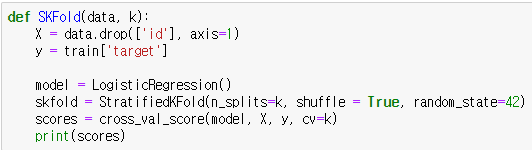 def SKFold(data, k):
    X = data.drop(['id'], axis=1)
    y = train['target']
    model = LogisticRegression()
    skfold = StratifiedKFold(n_splits=k, shuffle = True, random_state=42)
    scores = cross_val_score(model, X, y, cv=k)
    print(scores)